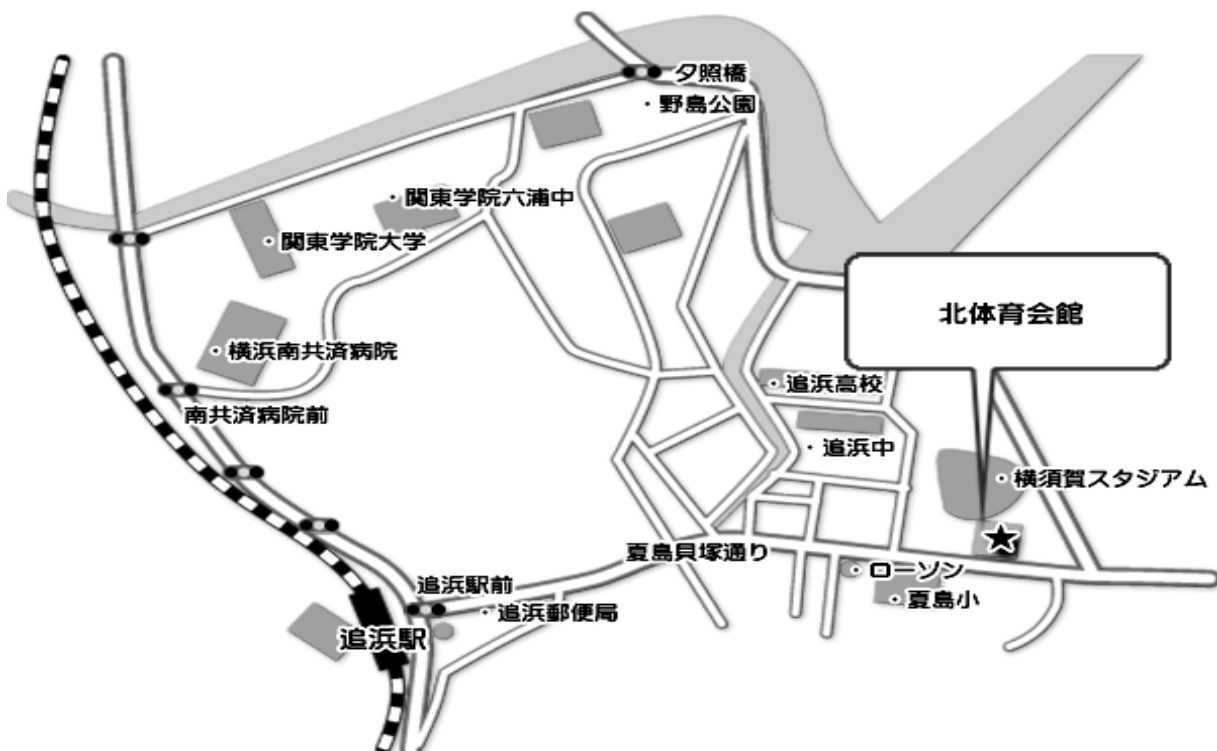 夕照橋
・野島公園
・関東学院六浦中
・関東学院大学
北体育会館
・横浜南共済病院
・追浜高校
南共済病院前
・追浜中
・横須賀スタジアム
夏島貝塚通り
・ローソン
追浜駅前
・夏島小
・追浜郵便局
追浜駅